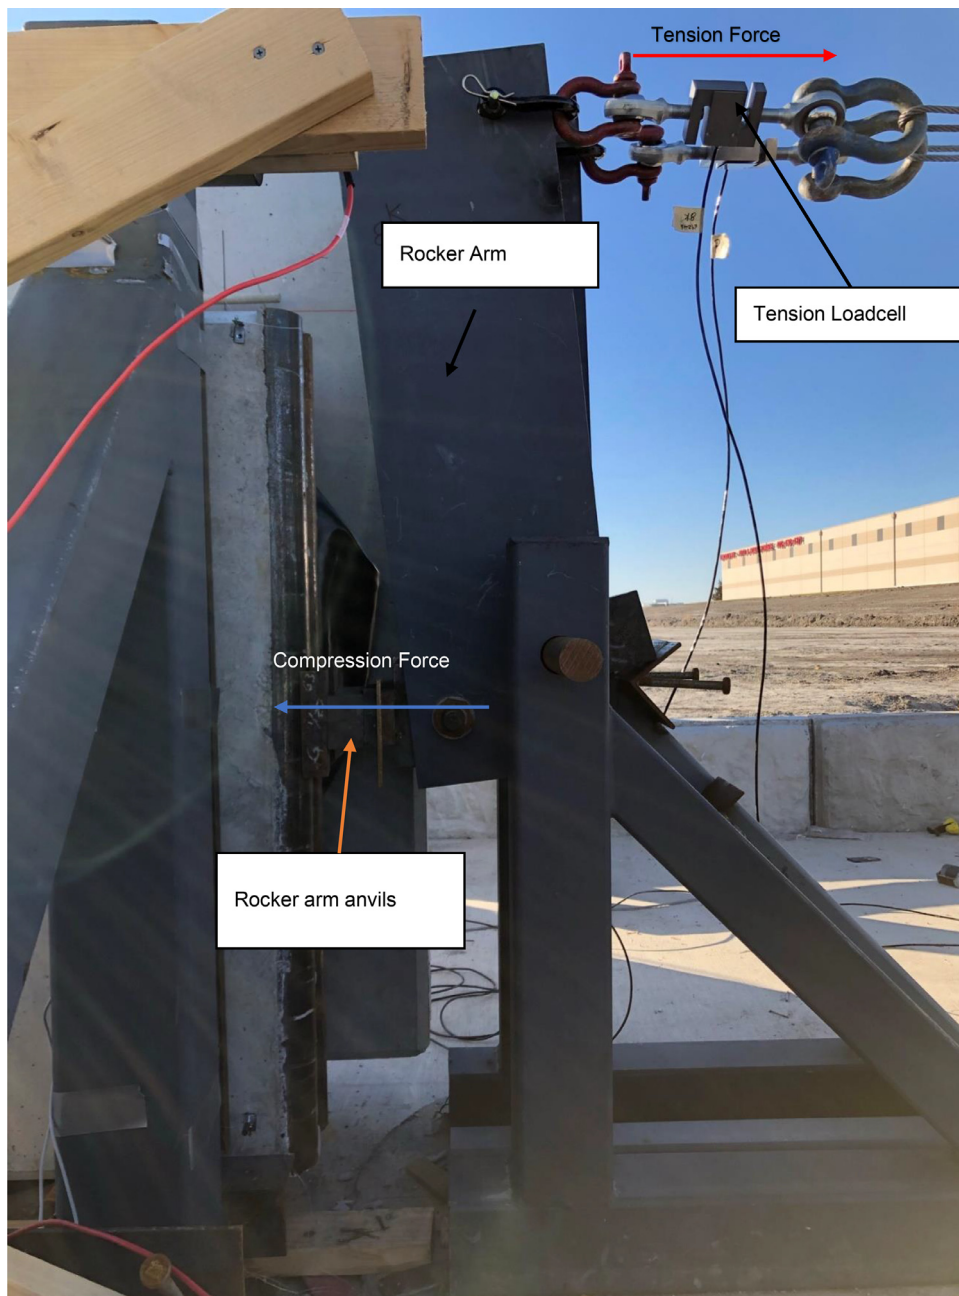 Tension Force
Rocker Arm
Tension Loadcell
Compression Force
Rocker arm anvils